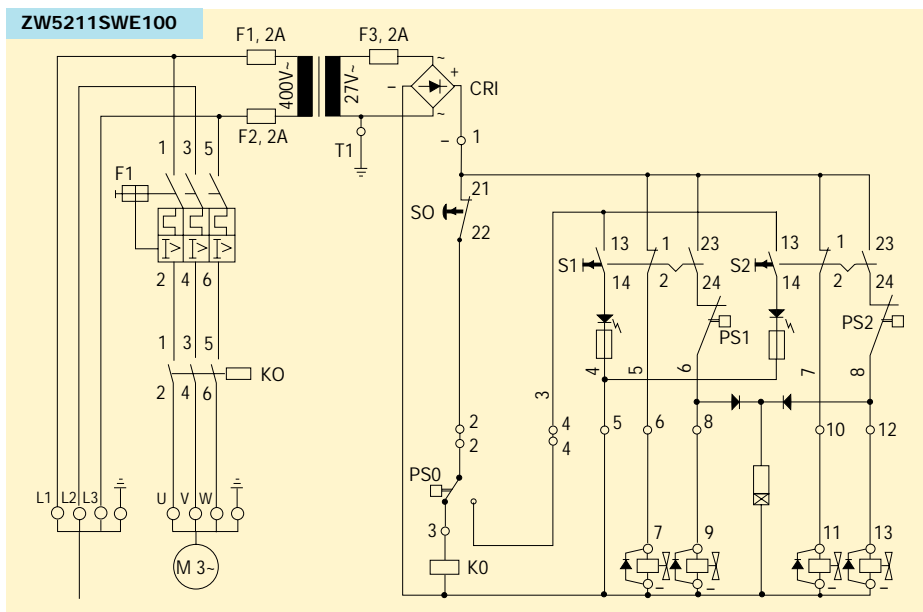 ZW5211SWE100
F1, 2A
F3, 2A
400V~
27V~
~
+
–
CRI
~
F2, 2A
T1
– 1
1 3 5
F1
I> I> I>
2 4 6
21
SO
22
13 1 23 13 1 23
S1 S2
14 2 24 14 2 24
PS1 PS2
1 3 5
KO
2 4 6
3 4 5 6 7 8
2 4 5 6 8 10 12
2 4
PS0
3
K0
L1 L2 L3
U V W
M 3~
7 9 11 13
– – – –